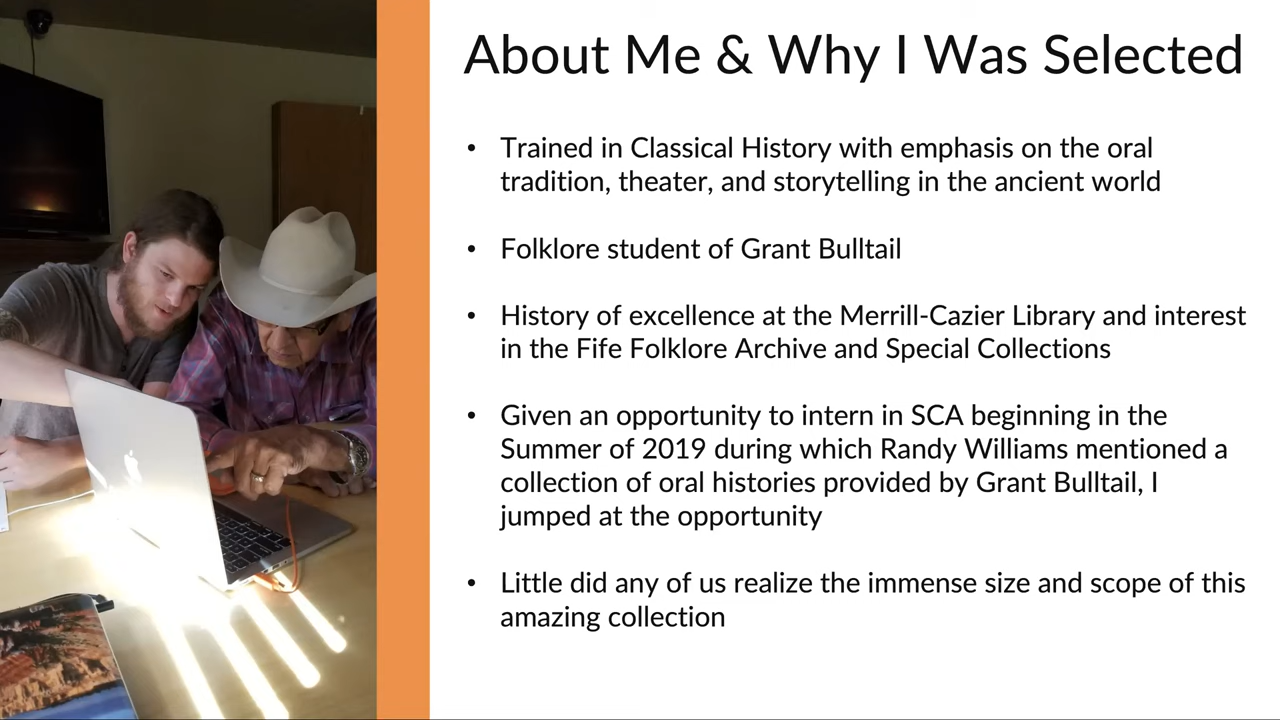 About Me & Why I Was Selected
• Trained in Classical History with emphasis on the oral
tradition, theater, and storytelling in the ancient world
• Folklore student of Grant Bulltail
• History of excellence at the Merrill-Cazier Library and interest
in the Fife Folklore Archive and Special Collections
• Given an opportunity to intern in SCA beginning in the
Summer of 2019 during which Randy Williams mentioned a
collection of oral histories provided by Grant Bulltail, I
jumped at the opportunity
• Little did any of us realize the immense size and scope of this
amazing collection